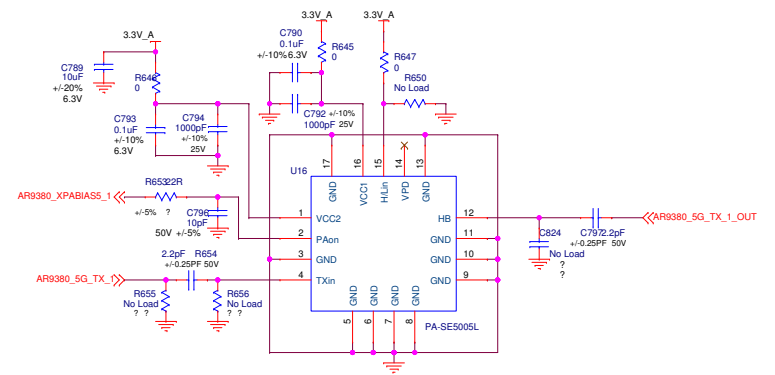 3.3V_A
C789
10uF
+/-20%
6.3V
R646
0
C793
0.1uF
+/-10%
6.3V
C794
1000pF
+/-10%
25V
C790
0.1uF
+/-10%6.3V
3.3V_A
R645
0
C792 +/-10%
1000pF 25V
3.3V_A
R647
0
R650
No Load
U16
17
16
15
14
13
GND
VCC1
H/Lin
VPD
GND
AR9380_XPABIAS5_1
R65322R
+/-5% ?
C796
10pF
50V +/-5%
1
VCC2
2
PAon
3
GND
4
TXin
HB
12
GND
11
GND
10
GND
9
GND
GND
GND
GND
5
6
7
8
PA-SE5005L
AR9380_5G_TX_1
2.2pF R654
+/-0.25PF 50V
R655
No Load
? ?
R656
No Load
? ?
C824
No Load
?
?
C7972.2pF
+/-0.25PF 50V
AR9380_5G_TX_1_OUT